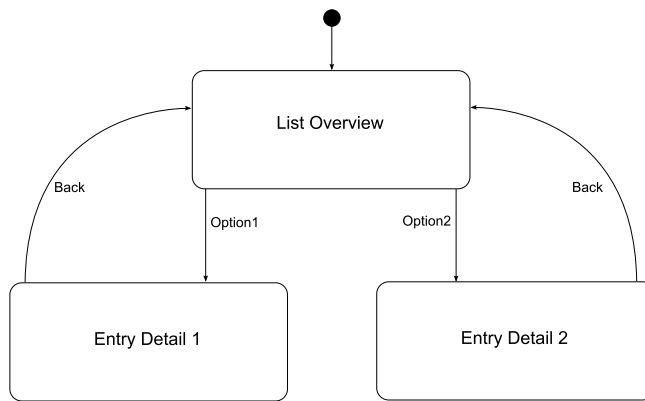 List Overview
Back
Back
Option1
Option2
Entry Detail 1
Entry Detail 2